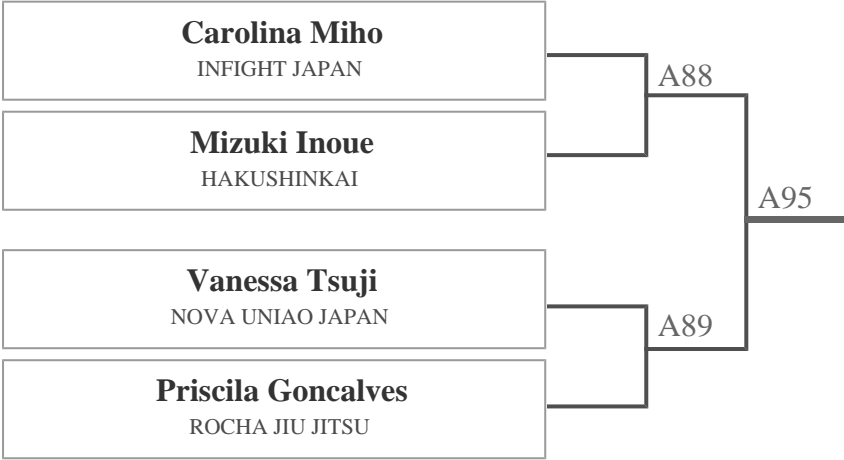 Carolina Miho
INFIGHT JAPAN
A88
Mizuki Inoue
HAKUSHINKAI
A95
Vanessa Tsuji
NOVA UNIAO JAPAN
A89
Priscila Goncalves
ROCHA JIU JITSU